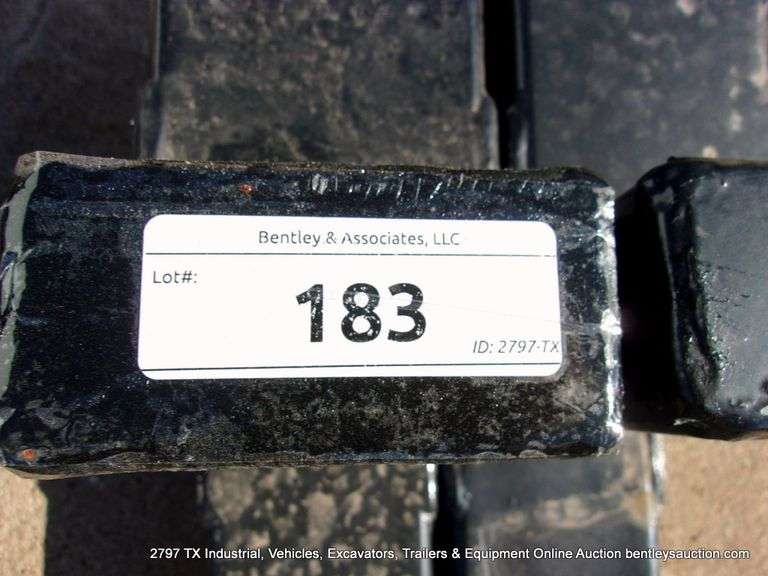 Bentley & Associates, LLC
Lot#:
183
ID: 2797-TX
2797 TX Industrial, Vehicles, Excavators, Trailers & Equipment Online Auction bentleysauction.com